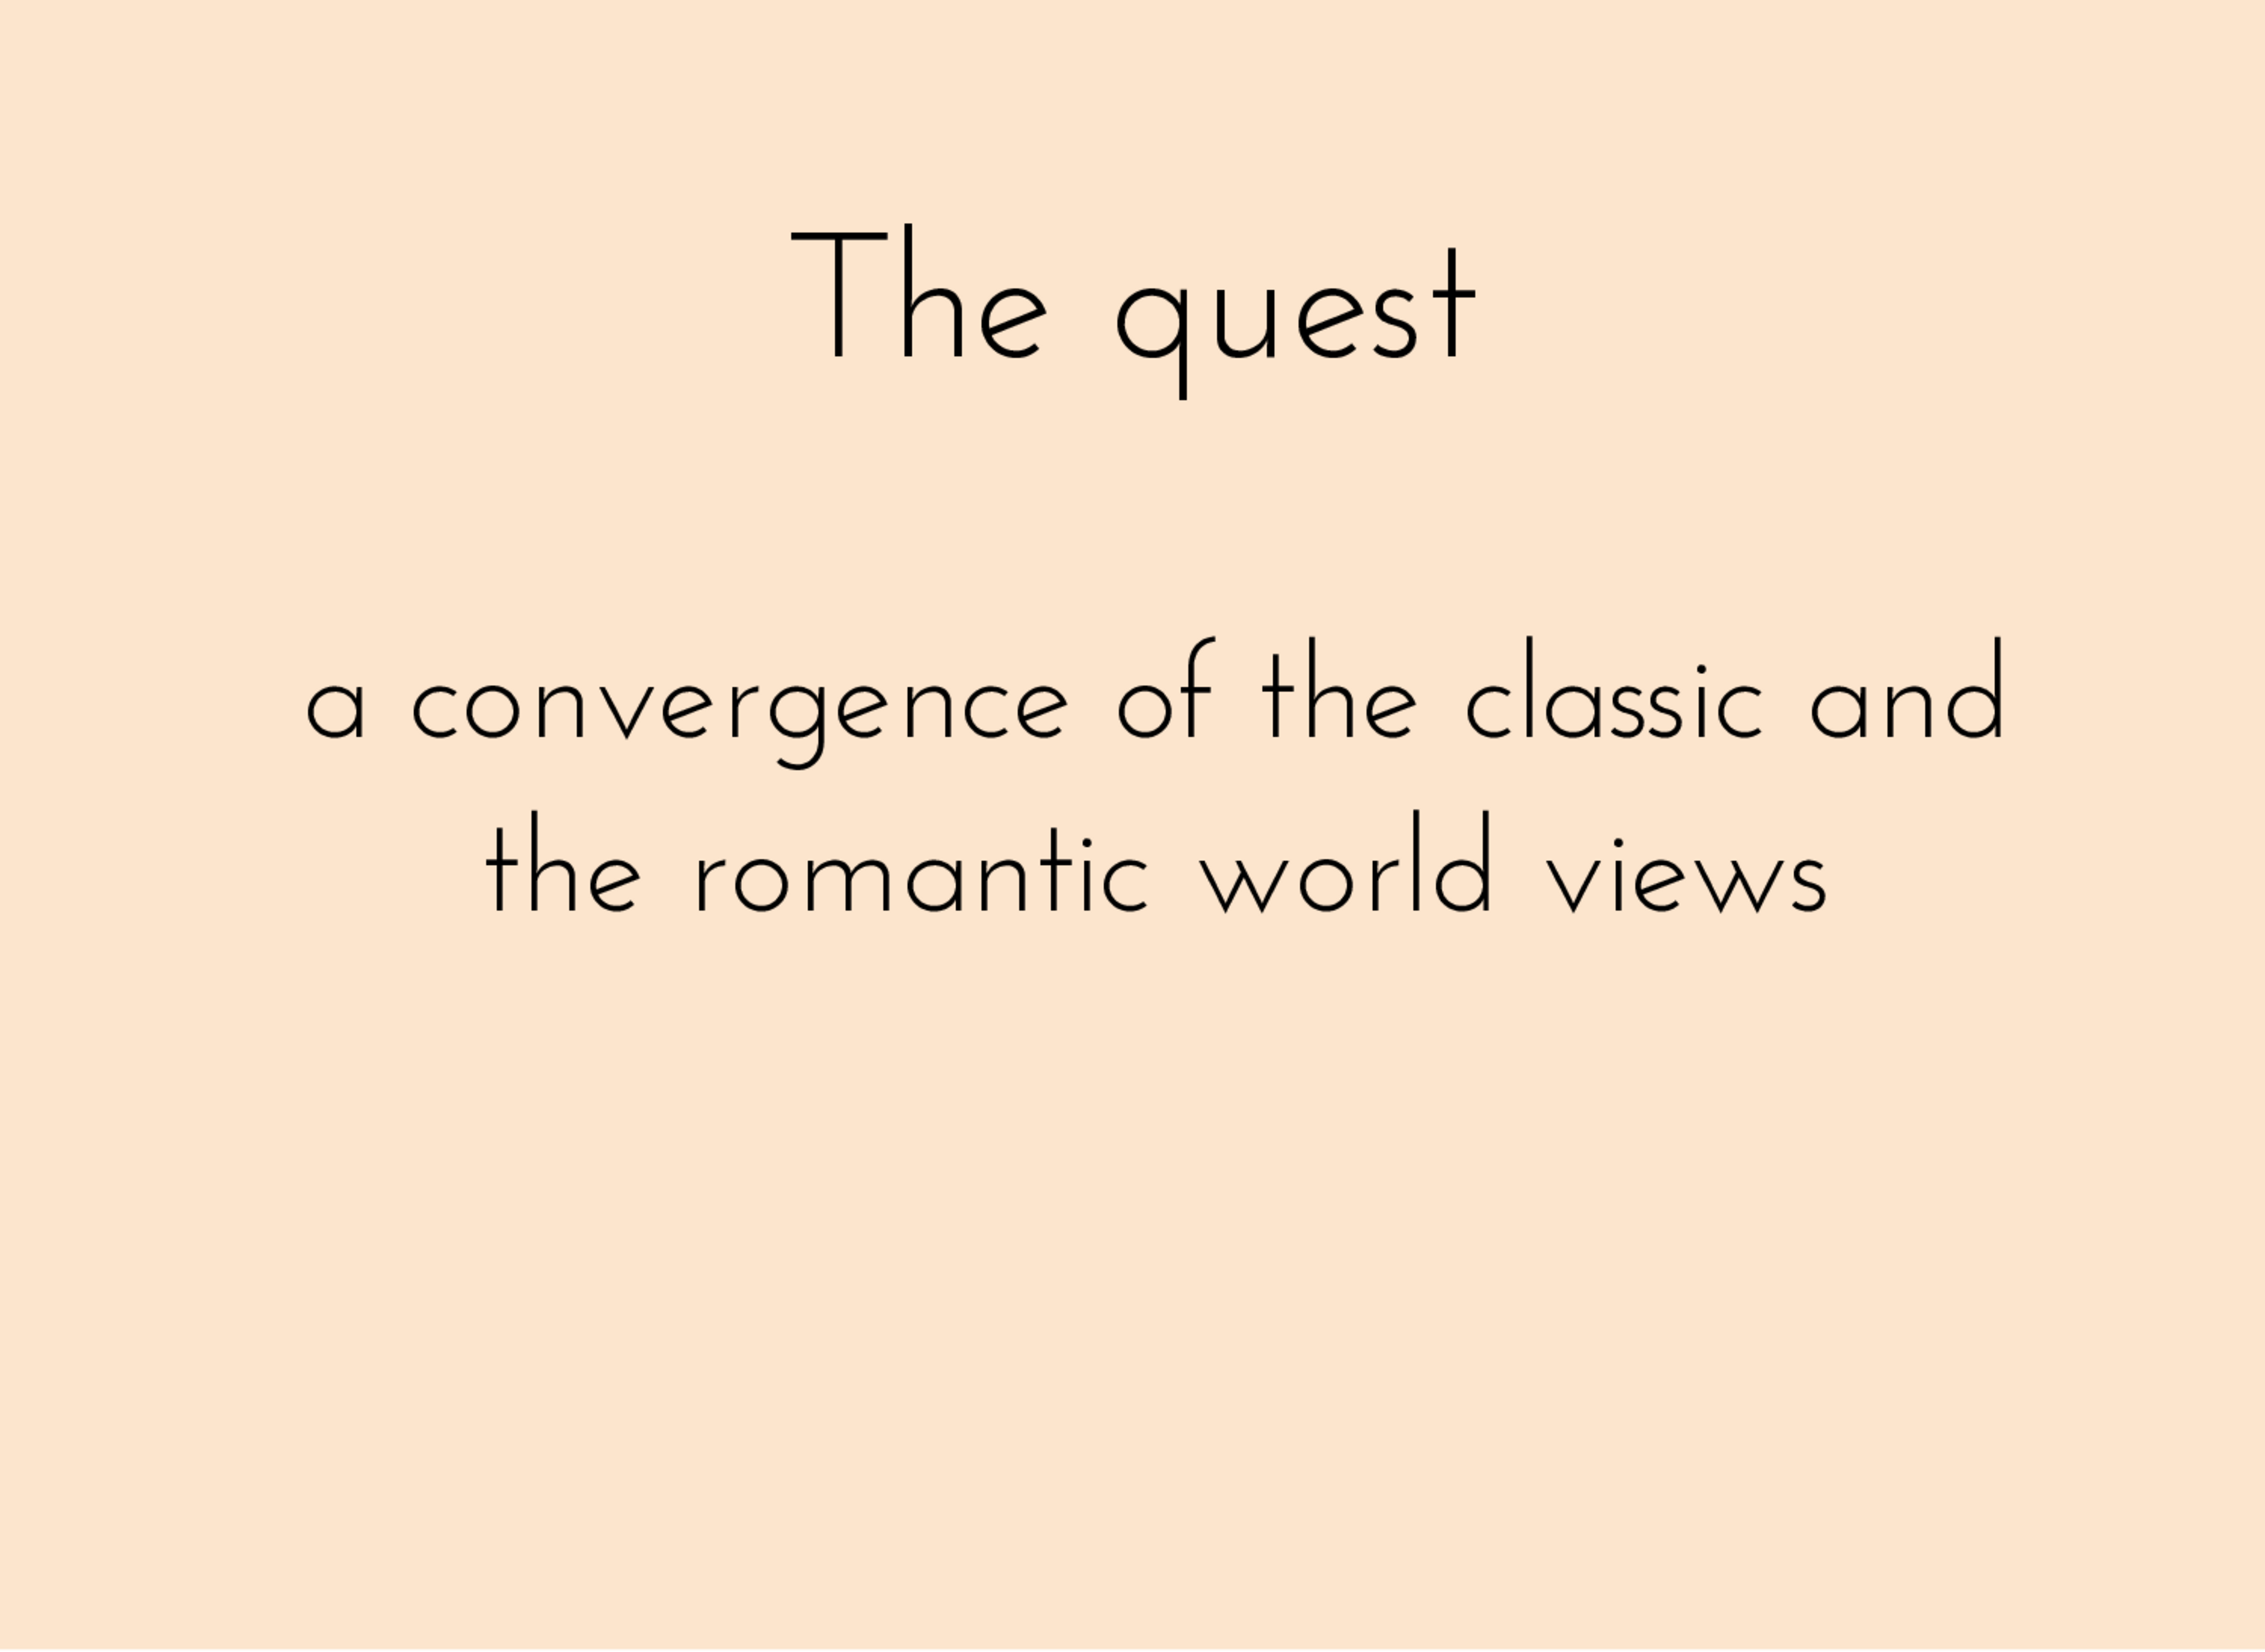 The quest
a convergence of the classic and
the romantic world views